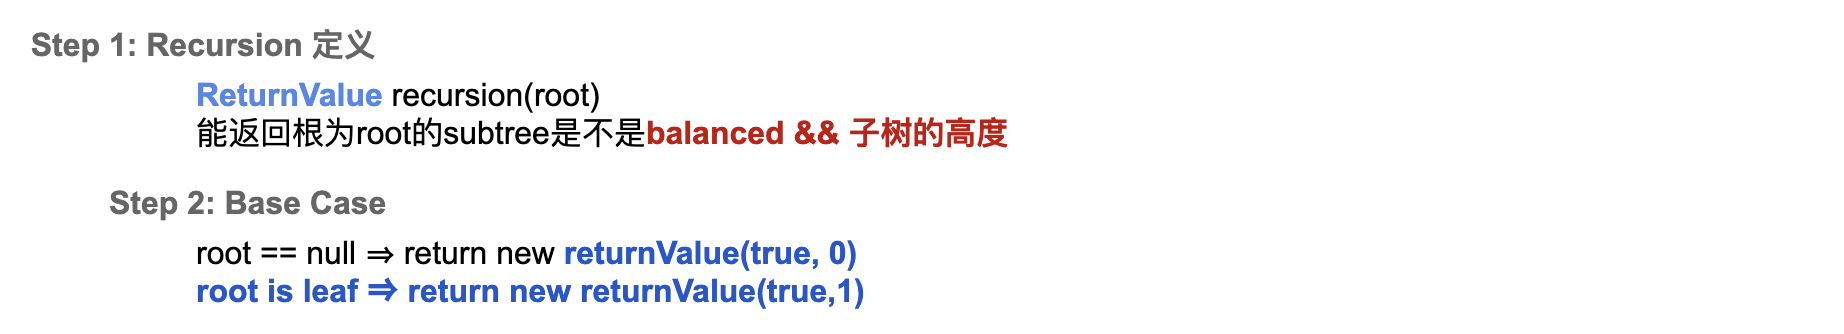 Step 1: Recursion 定义
ReturnValue recursion(root)
能返回根为root的subtree是不是balanced && 子树的高度
Step 2: Base Case
root == null ⇒ return new returnValue(true, 0)
root is leaf ⇒ return new returnValue(true,1)